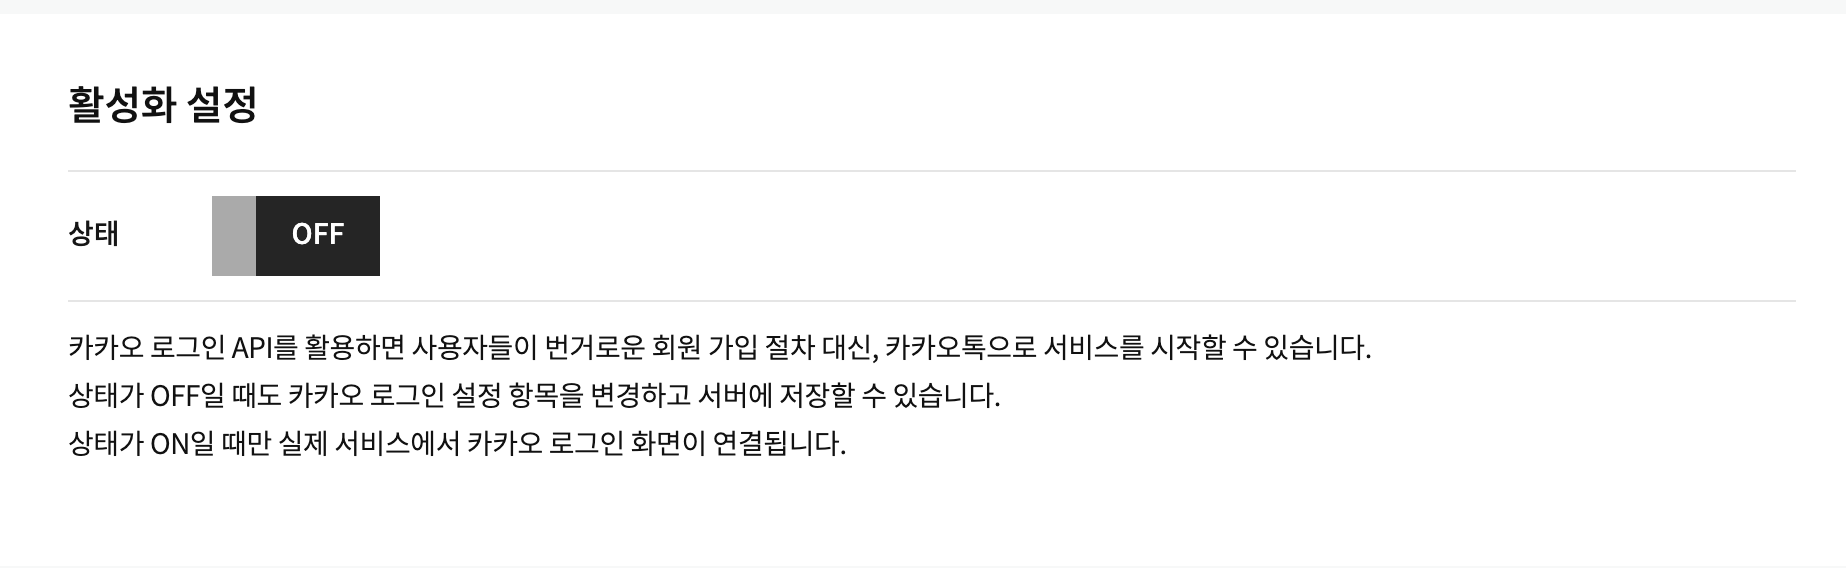 활성화 설정
상태 OFF
카카오 로그인 API를 활용하면 사용자들이 번거로운 회원 가입 절차 대신, 카카오톡으로 서비스를 시작할 수 있습니다.
상태가 OFF일 때도 카카오 로그인 설정 항목을 변경하고 서버에 저장할 수 있습니다.
상태가 ON일 때만 실제 서비스에서 카카오 로그인 화면이 연결됩니다.